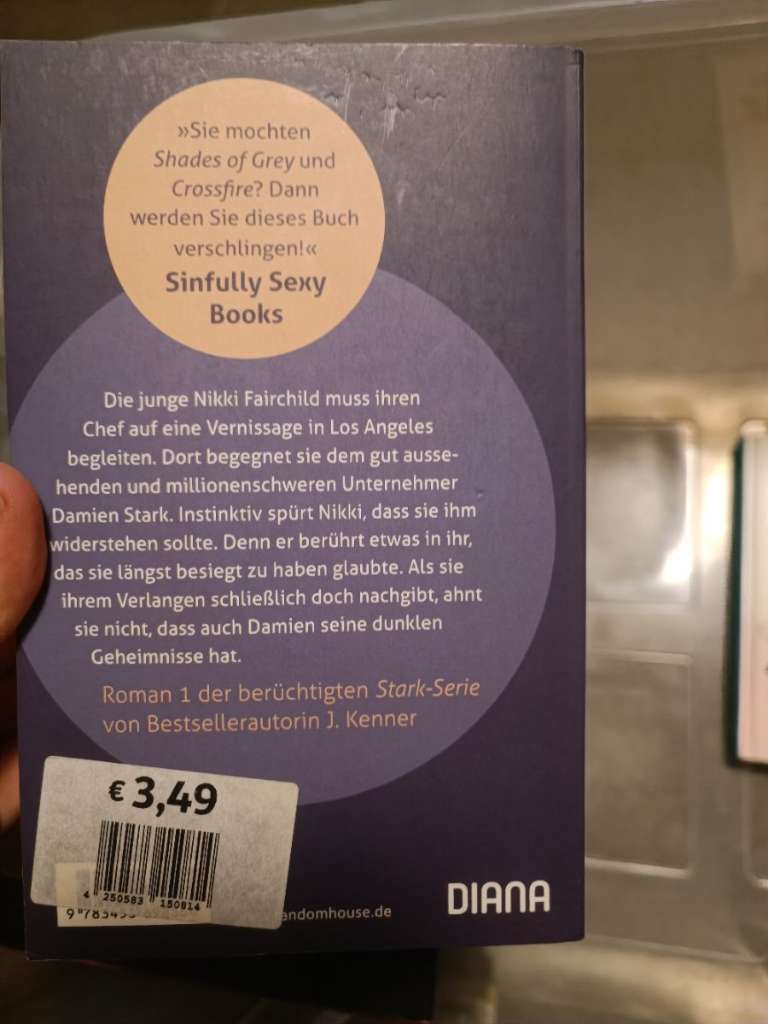 »Sie mochten
Shades of Grey und
Crossfire? Dann
werden Sie dieses Buch
verschlingen!«
Sinfully Sexy
Books
Die junge Nikki Fairchild muss ihren
Chef auf eine Vernissage in Los Angeles
begleiten. Dort begegnet sie dem gut ausse-
henden und millionenschweren Unternehmer
Damien Stark. Instinktiv spürt Nikki, dass sie ihm
widerstehen sollte. Denn er berührt etwas in ihr,
das sie längst besiegt zu haben glaubte. Als sie
ihrem Verlangen schließlich doch nachgibt, ahnt
sie nicht, dass auch Damien seine dunklen
Geheimnisse hat.
Roman 1 der berüchtigten Stark-Serie
von Bestsellerautorin J. Kenner
€ 3,49
4 250583 150814
andomhouse.de
DIANA